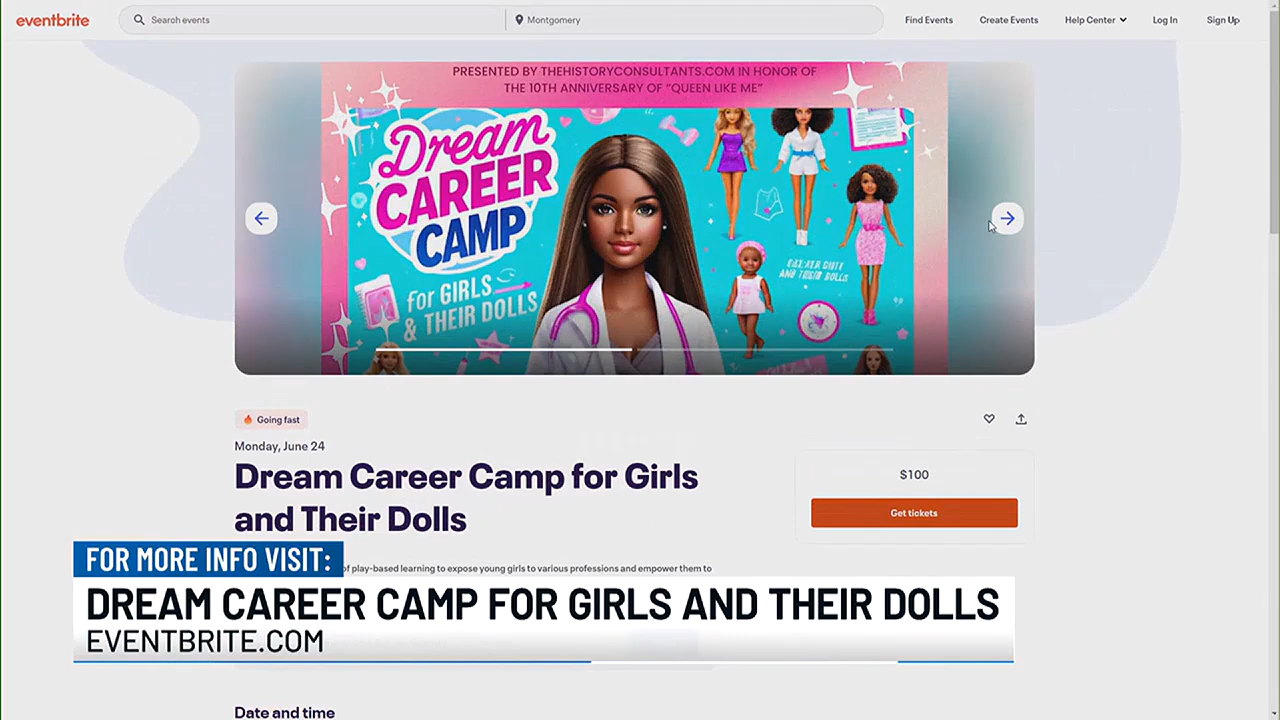 eventbrite
Search events
Montgomery
Find Events
Create Events
Help Center
Log In
Sign Up
PRESENTED BY THEHISTORYCONSULTANTS.COM IN HONOR OF
THE 10TH ANNIVERSARY OF "QUEEN LIKE ME"
Dream
CAREER
CAMP
for GIRLS
& THEIR DOLLS
AND THEIR DOLLS
Going fast
Monday, June 24
Dream Career Camp for Girls
and Their Dolls
$100
Get tickets
of play-based learning to expose young girls to various professions and empower them to
FOR MORE INFO VISIT:
DREAM CAREER CAMP FOR GIRLS AND THEIR DOLLS
EVENTBRITE.COM
Date and time